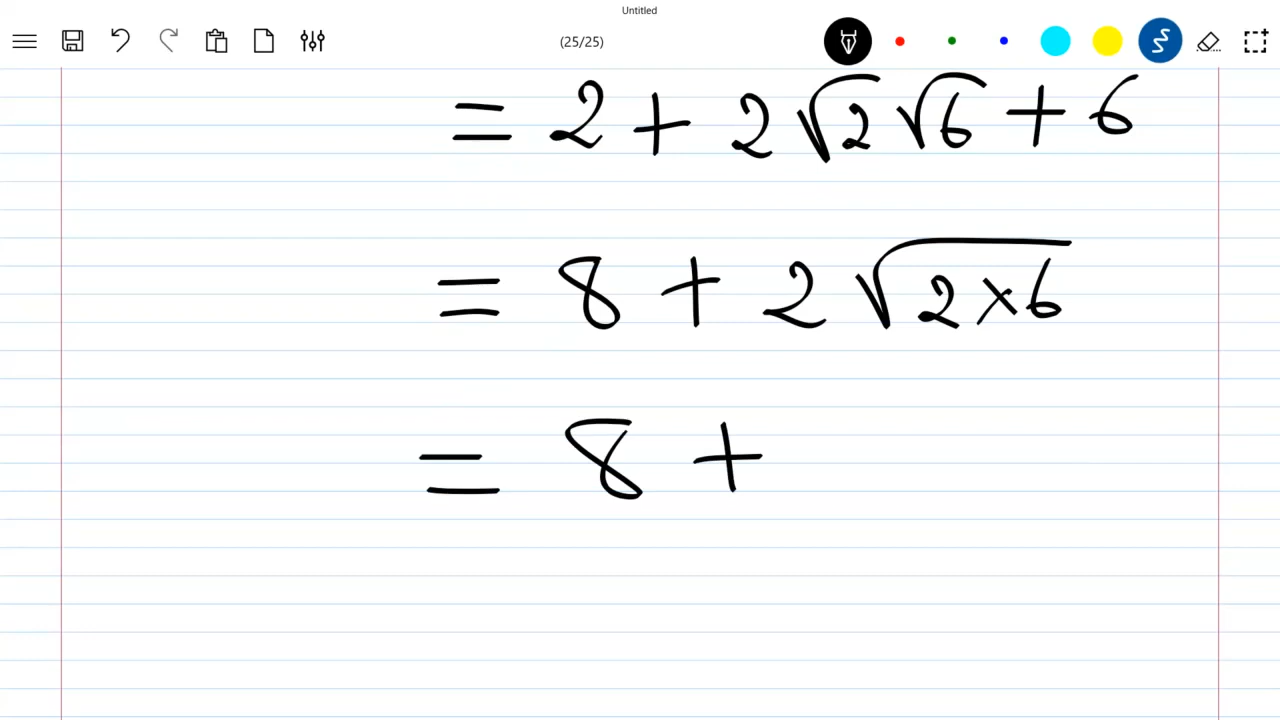 Untitled
(25/25)
= 2 + 2√2√6 + 6
= 8 + 2√(2×6)
= 8 +